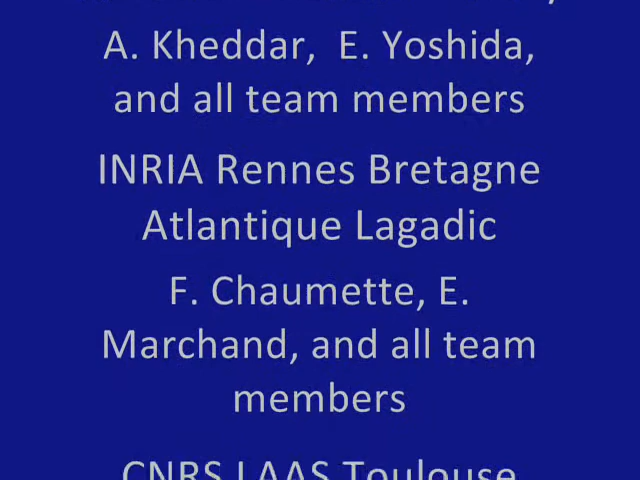 A. Kheddar, E. Yoshida,
and all team members
INRIA Rennes Bretagne
Atlantique Lagadic
F. Chaumette, E.
Marchand, and all team
members
CNRS LAAS Toulouse